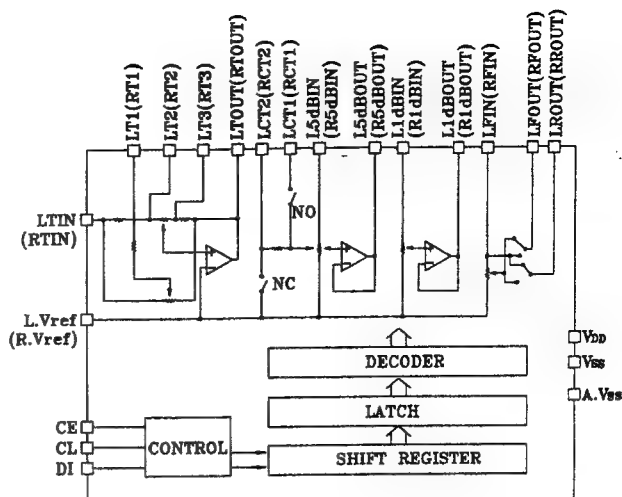 LT1(RT1)
LT2(RT2)
LT3(RT3)
LTOUT(RTOUT)
LCT2(RCT2)
LCT1(RCT1)
L5dBIN
(R5dBIN)
L5dBOUT
(R5dBOUT)
L1dBIN
(R1dBIN)
L1dBOUT
(R1dBOUT)
LFIN(RFIN)
LFOUT(RFOUT)
LROUT(RROUT)
LTIN
(RTIN)
NO
NC
L.Vref
(R.Vref)
DECODER
VDD
VSS
A.VSS
LATCH
CE
CL
DI
CONTROL
SHIFT REGISTER